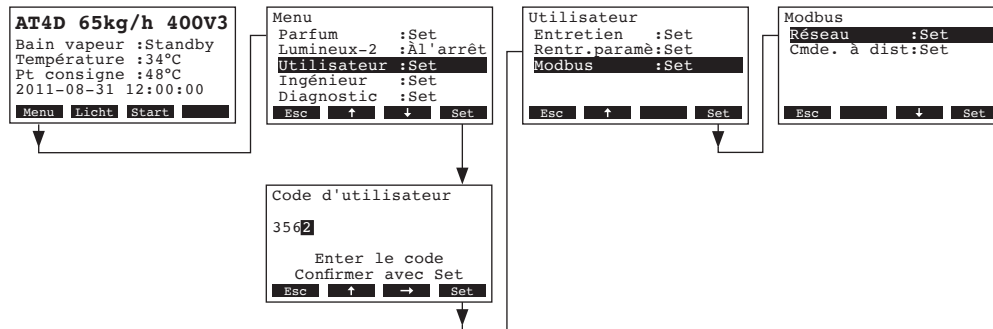 AT4D 65kg/h 400V3
Bain vapeur :Standby
Température :34°C
Pt consigne :48°C
2011-08-31 12:00:00
Menu Licht Start
Menu
Parfum :Set
Lumineux-2 :Àl'arrêt
Utilisateur :Set
Ingénieur :Set
Diagnostic :Set
Esc ↑ ↓ Set
Code d'utilisateur
3562
Enter le code
Confirmer avec Set
Esc ↑ → Set
Utilisateur
Entretien :Set
Rentr.paramè:Set
Modbus :Set
Esc ↑ Set
Modbus
Réseau :Set
Cmde. à dist:Set
Esc ↓ Set